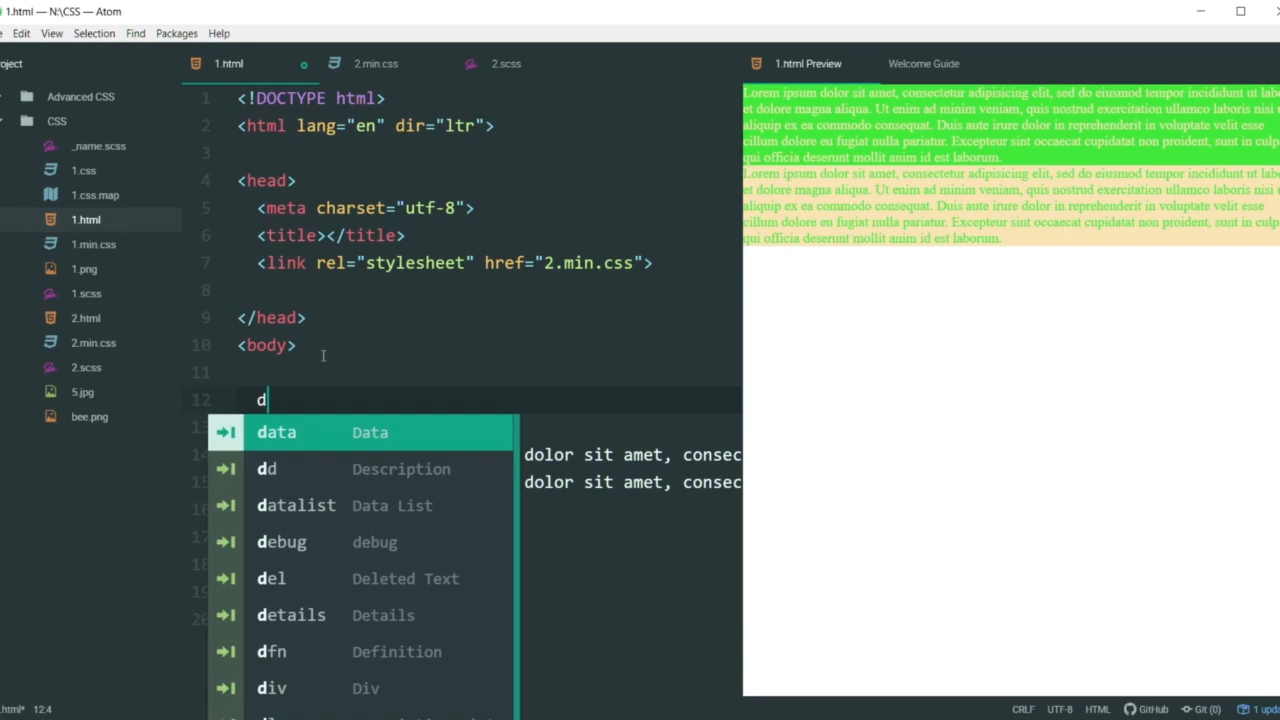 1.html — N:\CSS — Atom
Edit View Selection Find Packages Help
1.html 2.min.css 2.scss
1.html Preview Welcome Guide
Advanced CSS
CSS
_name.scss
1.css
1.css.map
1.html
1.min.css
1.png
1.scss
2.html
2.min.css
2.scss
5.jpg
bee.png
1 <!DOCTYPE html>
2 <html lang="en" dir="ltr">
3
4 <head>
5 <meta charset="utf-8">
6 <title></title>
7 <link rel="stylesheet" href="2.min.css">
8
9 </head>
10 <body>
11
12 d
data Data
dd Description
datalist Data List
debug debug
del Deleted Text
details Details
dfn Definition
div Div
dolor sit amet, consec
dolor sit amet, consec
20
Lorem ipsum dolor sit amet, consectetur adipisicing elit, sed do eiusmod tempor incididunt ut labo
et dolore magna aliqua. Ut enim ad minim veniam, quis nostrud exercitation ullamco laboris nisi
aliquip ex ea commodo consequat. Duis aute irure dolor in reprehenderit in voluptate velit esse
cillum dolore eu fugiat nulla pariatur. Excepteur sint occaecat cupidatat non proident, sunt in culpa
qui officia deserunt mollit anim id est laborum.
Lorem ipsum dolor sit amet, consectetur adipisicing elit, sed do eiusmod tempor incididunt ut labo
et dolore magna aliqua. Ut enim ad minim veniam, quis nostrud exercitation ullamco laboris nisi
aliquip ex ea commodo consequat. Duis aute irure dolor in reprehenderit in voluptate velit esse
cillum dolore eu fugiat nulla pariatur. Excepteur sint occaecat cupidatat non proident, sunt in culpa
qui officia deserunt mollit anim id est laborum.
.html* 12:4
CRLF UTF-8 HTML GitHub Git (0) 1 upda